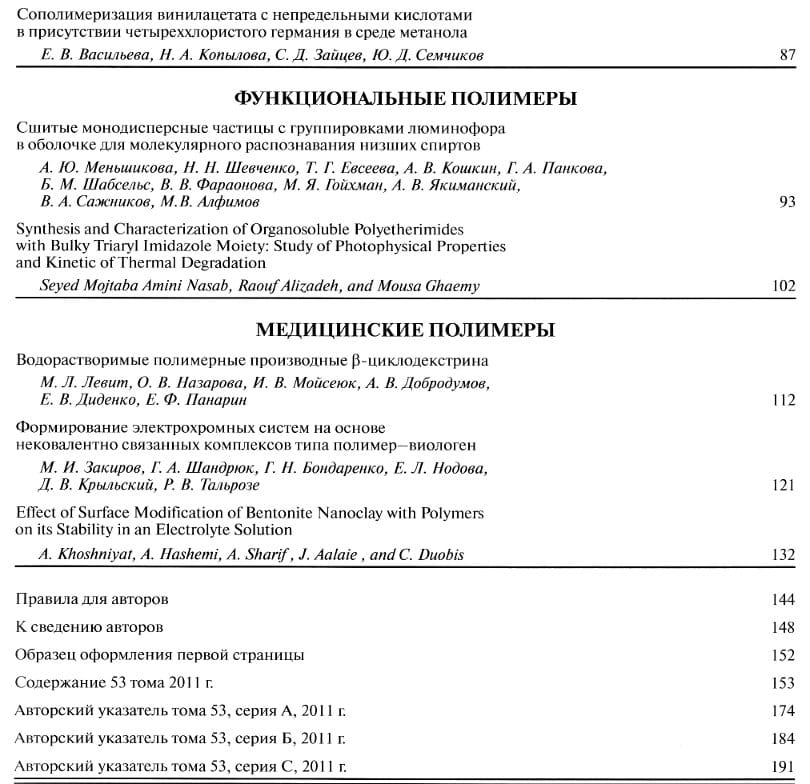 Сополимеризация винилацетата с непредельными кислотами
в присутствии четыреххлористого германия в среде метанола
Е. В. Васильева, Н. А. Копылова, С. Д. Зайцев, Ю. Д. Семчиков 87
ФУНКЦИОНАЛЬНЫЕ ПОЛИМЕРЫ
Сшитые монодисперсные частицы с группировками люминофора
в оболочке для молекулярного распознавания низших спиртов
А. Ю. Меньшикова, Н. Н. Шевченко, Т. Г. Евсеева, А. В. Кошкин, Г. А. Панкова,
Б. М. Шабсельс, В. В. Фараонова, М. Я. Гойхман, А. В. Якиманский,
В. А. Сажников, М.В. Алфимов 93
Synthesis and Characterization of Organosoluble Polyetherimides
with Bulky Triaryl Imidazole Moiety: Study of Photophysical Properties
and Kinetic of Thermal Degradation
Seyed Mojtaba Amini Nasab, Raouf Alizadeh, and Mousa Ghaemy 102
МЕДИЦИНСКИЕ ПОЛИМЕРЫ
Водорастворимые полимерные производные β-циклодекстрина
М. Л. Левит, О. В. Назарова, И. В. Мойсеюк, А. В. Добродумов,
Е. В. Диденко, Е. Ф. Панарин 112
Формирование электрохромных систем на основе
нековалентно связанных комплексов типа полимер–виологен
М. И. Закиров, Г. А. Шандрюк, Г. Н. Бондаренко, Е. Л. Нодова,
Д. В. Крыльский, Р. В. Тальрозе 121
Effect of Surface Modification of Bentonite Nanoclay with Polymers
on its Stability in an Electrolyte Solution
A. Khoshniyat, A. Hashemi, A. Sharif , J. Aalaie , and C. Duobis 132
Правила для авторов 144
К сведению авторов 148
Образец оформления первой страницы 152
Содержание 53 тома 2011 г. 153
Авторский указатель тома 53, серия А, 2011 г. 174
Авторский указатель тома 53, серия Б, 2011 г. 184
Авторский указатель тома 53, серия С, 2011 г. 191